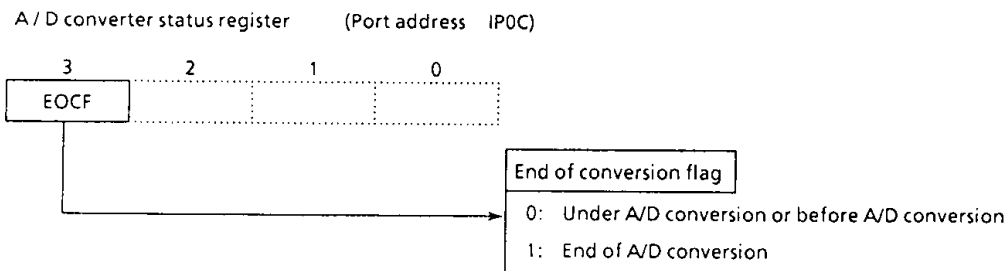 A / D converter status register (Port address IP0C)
3 2 1 0
EOCF
End of conversion flag
0: Under A/D conversion or before A/D conversion
1: End of A/D conversion